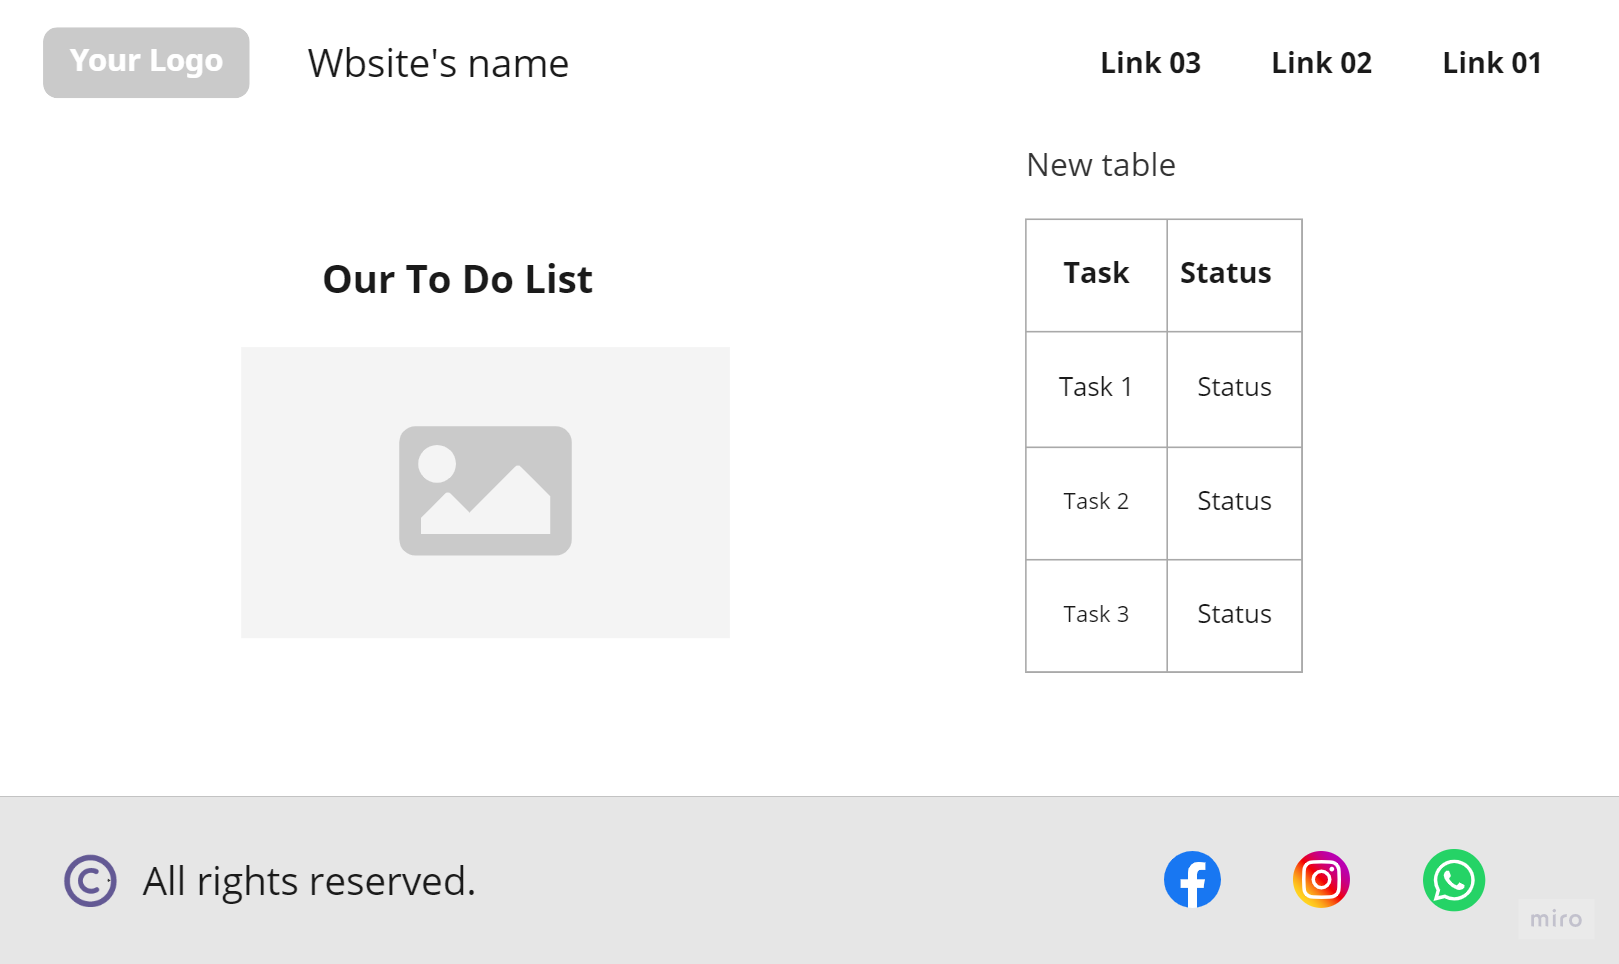 Your Logo
Wbsite's name
Link 03
Link 02
Link 01
New table
Our To Do List
Task Status
Task 1 Status
Task 2 Status
Task 3 Status
© All rights reserved.
miro